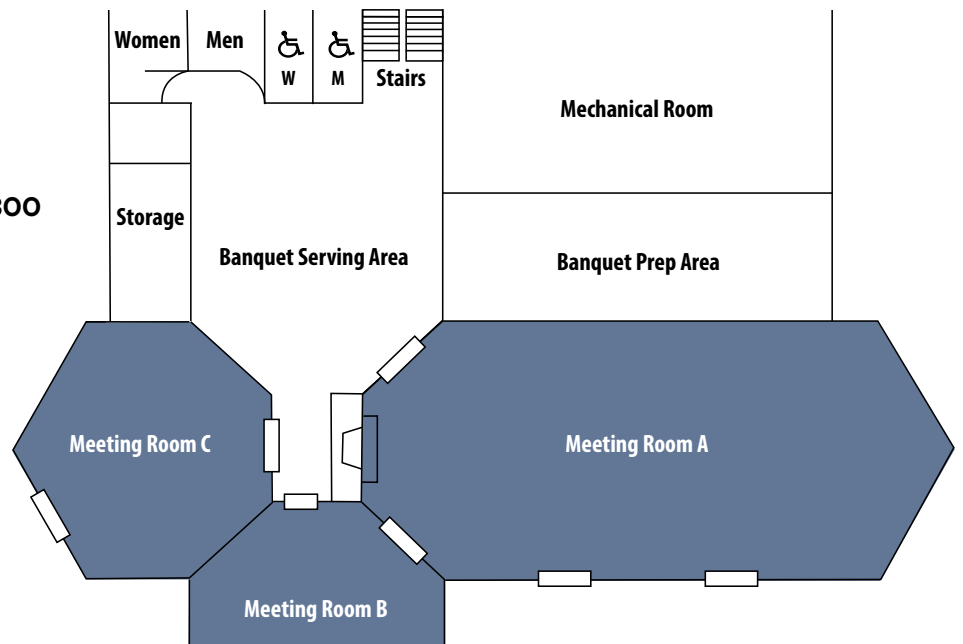 Women
Men
W
M
Stairs
Mechanical Room
Storage
Banquet Serving Area
Banquet Prep Area
Meeting Room C
Meeting Room A
Meeting Room B